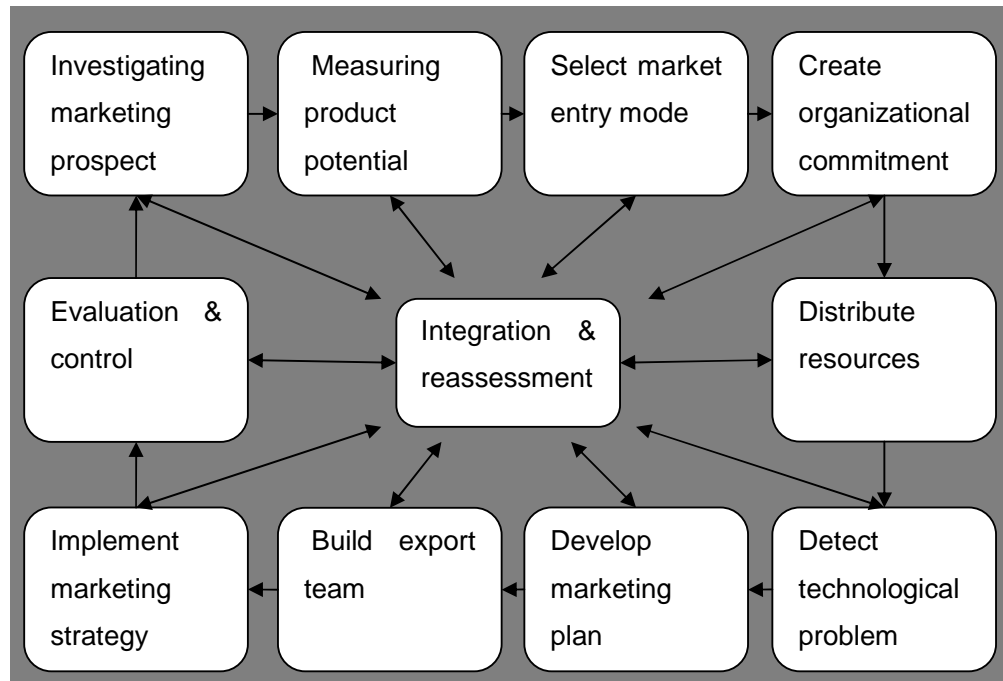 Investigating
marketing
prospect
Measuring
product
potential
Select market
entry mode
Create
organizational
commitment
Evaluation &
control
Integration &
reassessment
Distribute
resources
Implement
marketing
strategy
Build export
team
Develop
marketing
plan
Detect
technological
problem